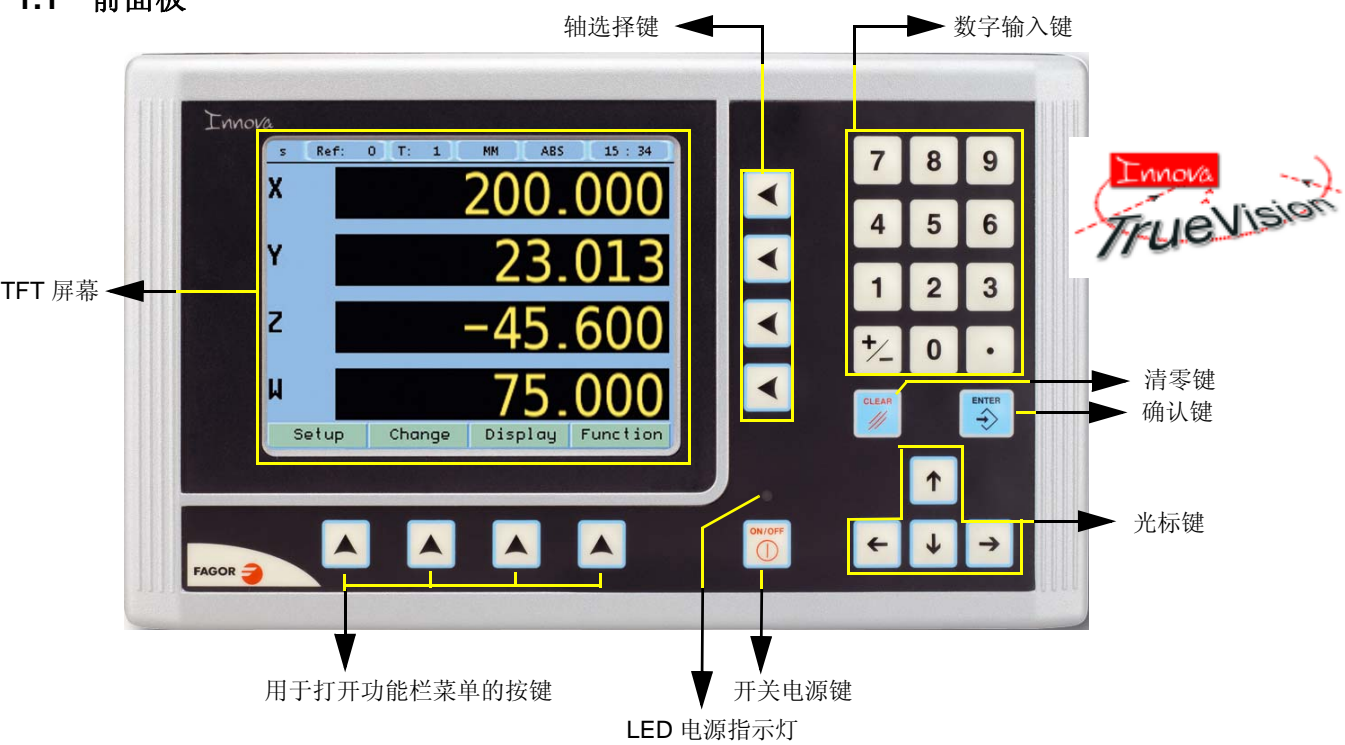 1.1 前面板
轴选择键
数字输入键
Innova
s Ref: 0 T: 1 MM ABS 15 : 34
X 200.000
Y 23.013
Z -45.600
W 75.000
Setup Change Display Function
7 8 9
4 5 6
1 2 3
+/- 0 .
Innova
TrueVision
TFT 屏幕
清零键
CLEAR
ENTER
确认键
光标键
ON/OFF
FAGOR
用于打开功能栏菜单的按键
开关电源键
LED 电源指示灯